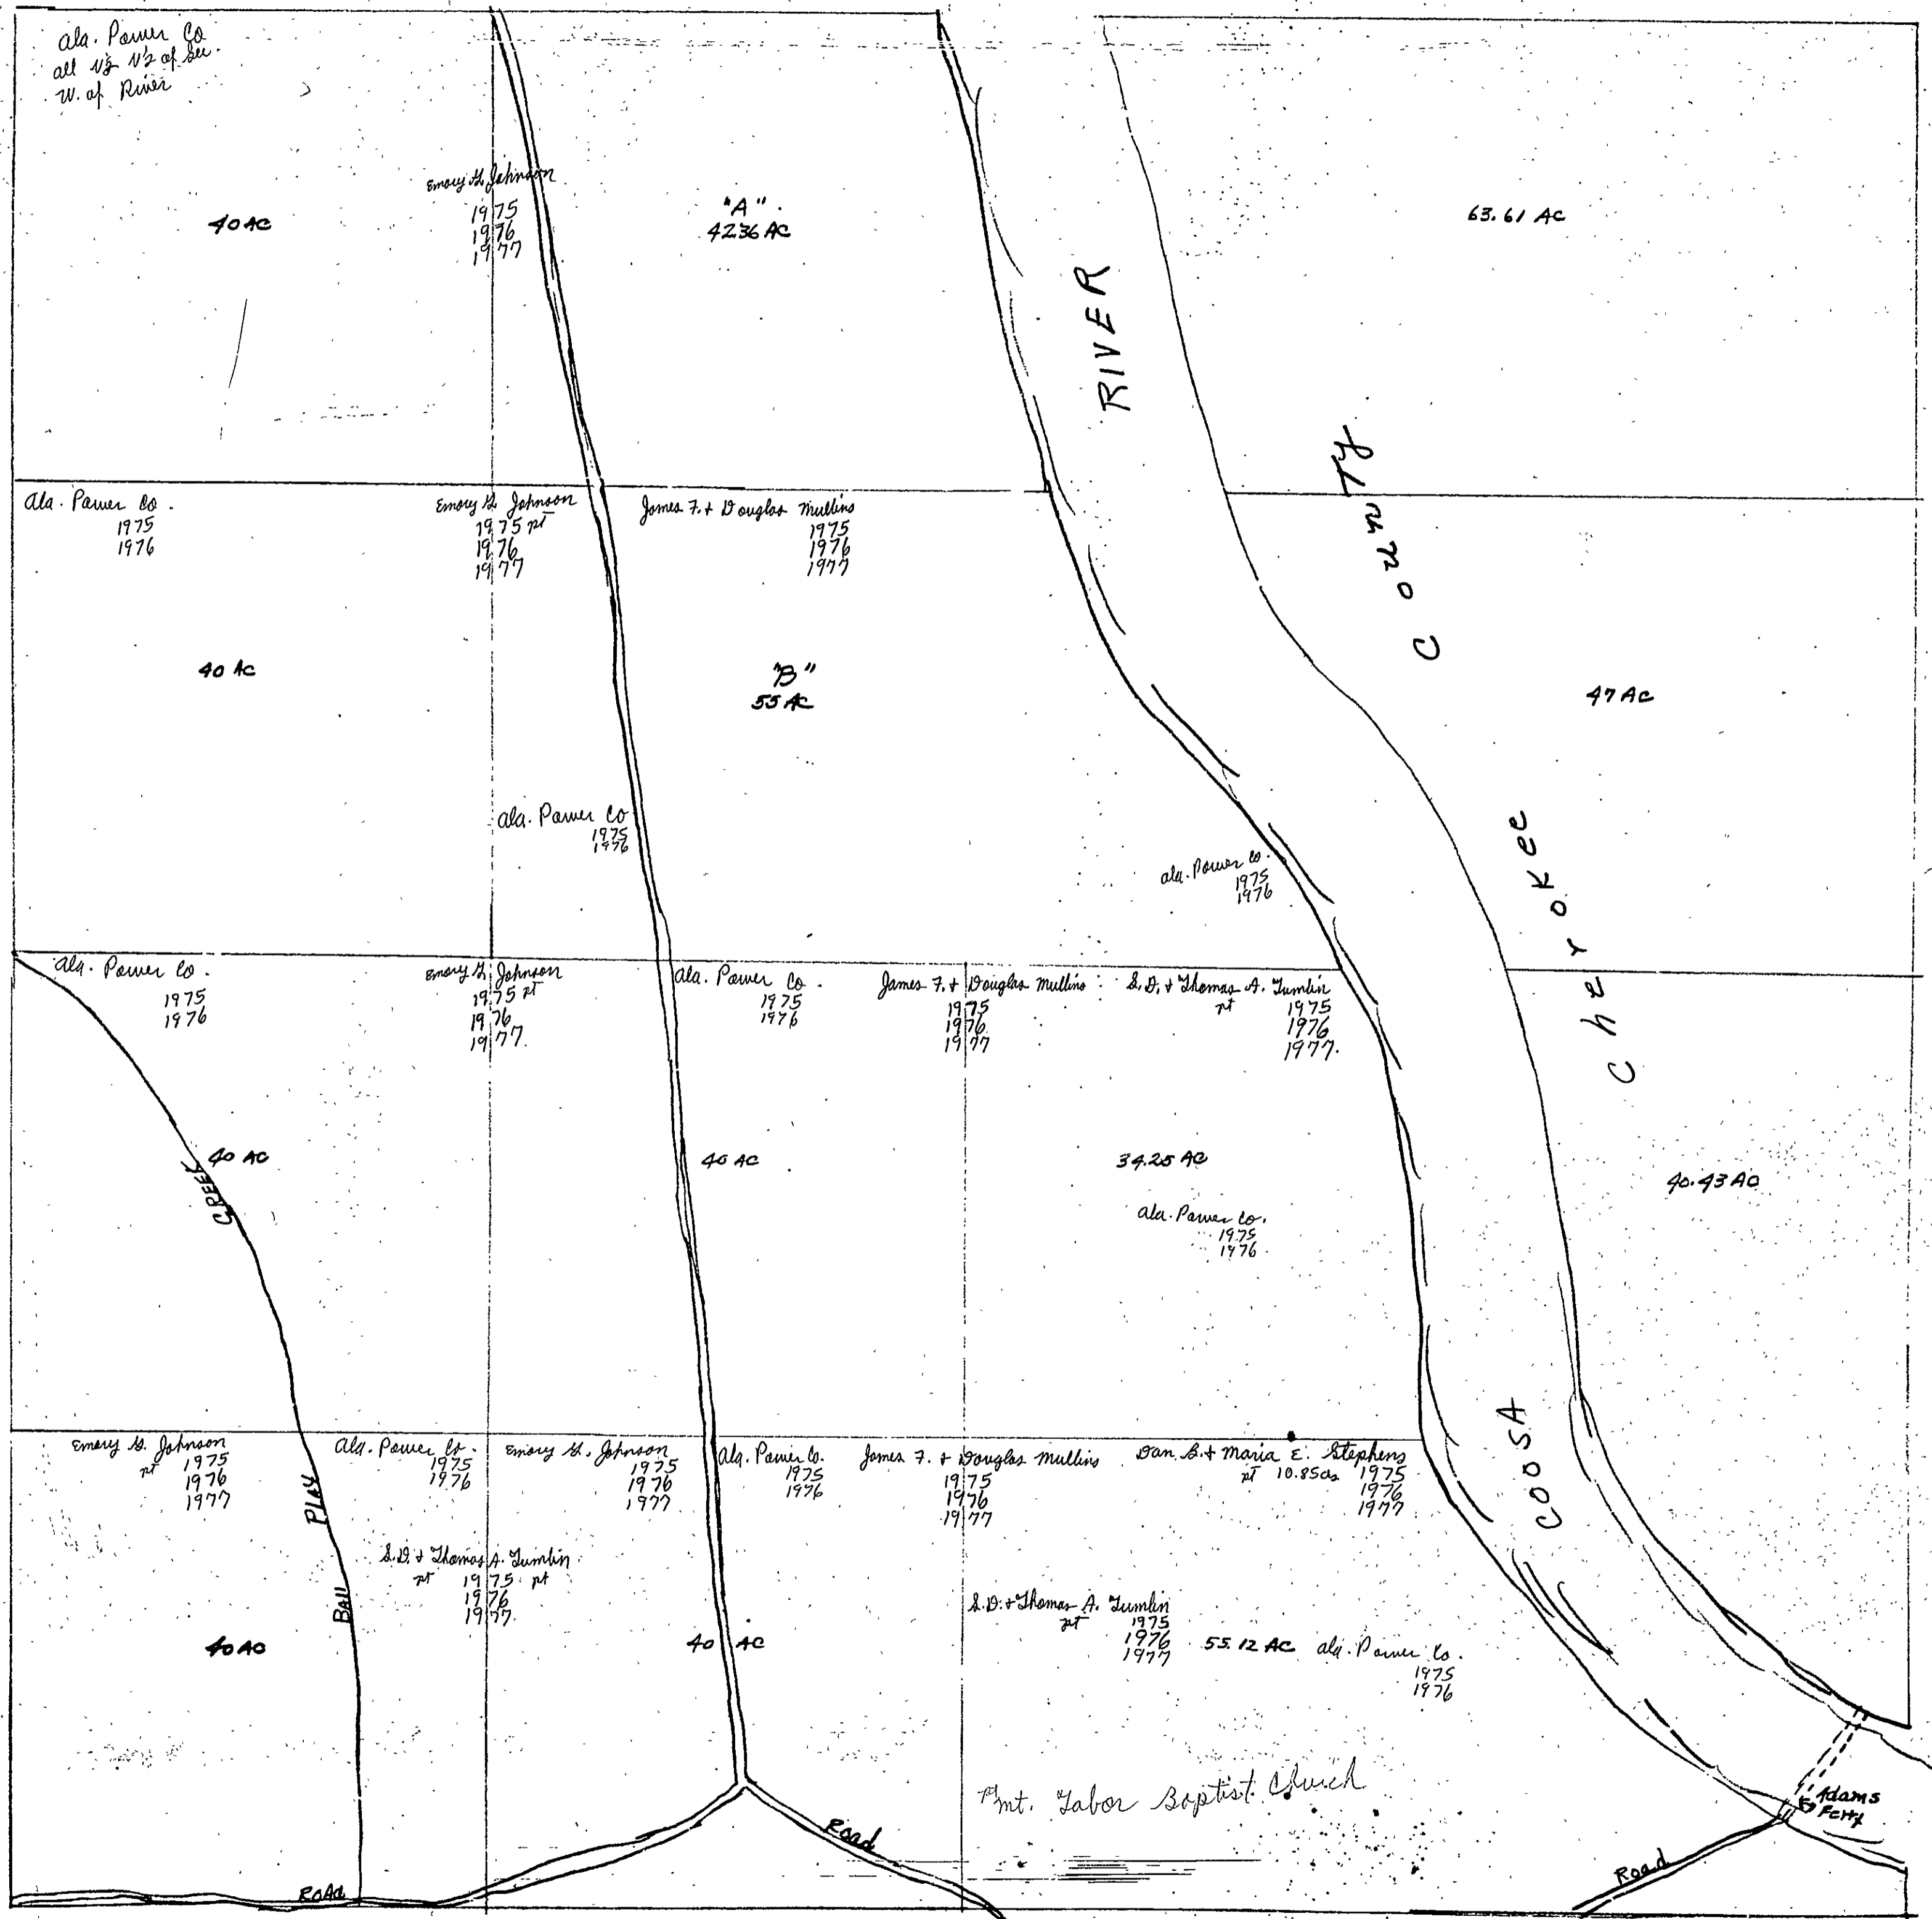 Ala. Power Co
all N½ N½ of Sec.
W. of River
Emory G. Johnson
1975
1976
1977
40 AC
"A"
42.36 AC
63.61 AC
RIVER
County
Ala. Power Co.
1975
1976
Emory G. Johnson
1975 pt
1976
1977
James F. & Douglas Mullins
1975
1976
1977
40 AC
"B"
55 AC
47 AC
Ala. Power Co
1975
1976
Ala. Power Co.
1975
1976
Cherokee
Ala. Power Co.
1975
1976
Emory G. Johnson
1975 pt
1976
1977.
Ala. Power Co.
1975
1976
James F. & Douglas Mullins
1975
1976
1977
S.D. & Thomas A. Tumlin
pt 1975
1976
1977.
40 AC
CREEK
40 AC
34.25 AC
Ala. Power Co.
1975
1976
40.43 AC
Emory G. Johnson
pt 1975
1976
1977
Ala. Power Co.
1975
1976
Emory G. Johnson
1975
1976
1977
Ala. Power Co.
1975
1976
James F. & Douglas Mullins
1975
1976
1977
Dan B. & Maria E. Stephens
pt 10.85 as 1975
1976
1977
COOSA
PLAY
BALL
S.D. & Thomas A. Tumlin
pt 1975 pt
1976
1977.
S.D. & Thomas A. Tumlin
pt 1975
1976
1977
40 AC
40 AC
55.12 AC
Ala. Power Co.
1975
1976
Mt. Tabor Baptist Church
Adams
Ferry
Road
Road
Road